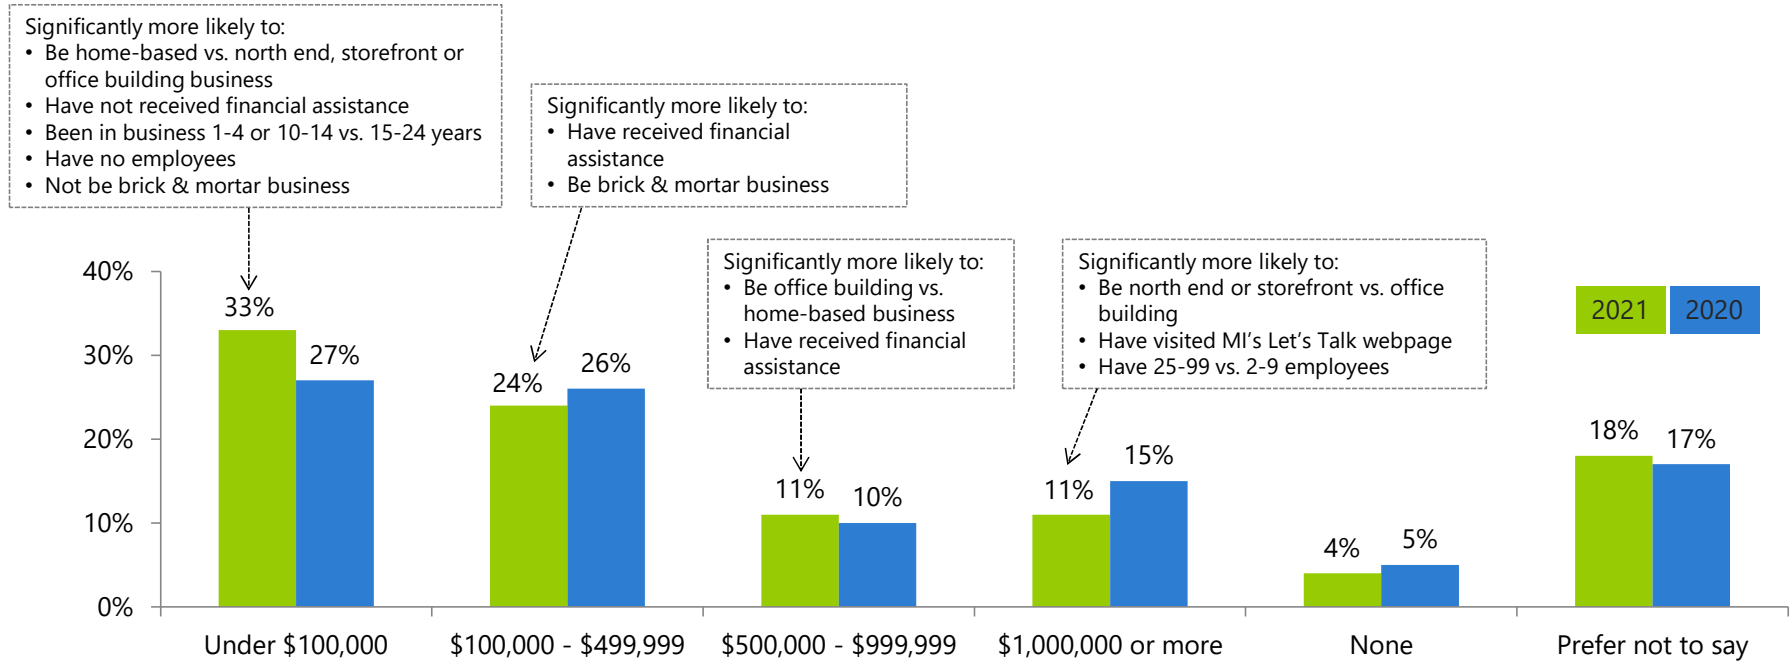 Significantly more likely to:
• Be home-based vs. north end, storefront or
office building business
• Have not received financial assistance
• Been in business 1-4 or 10-14 vs. 15-24 years
• Have no employees
• Not be brick & mortar business
Significantly more likely to:
• Have received financial
assistance
• Be brick & mortar business
Significantly more likely to:
• Be office building vs.
home-based business
• Have received financial
assistance
Significantly more likely to:
• Be north end or storefront vs. office
building
• Have visited MI’s Let’s Talk webpage
• Have 25-99 vs. 2-9 employees
2021 2020
40%
30%
20%
10%
0%
33%
27%
24%
26%
11%
10%
11%
15%
4%
5%
18%
17%
Under $100,000
$100,000 - $499,999
$500,000 - $999,999
$1,000,000 or more
None
Prefer not to say